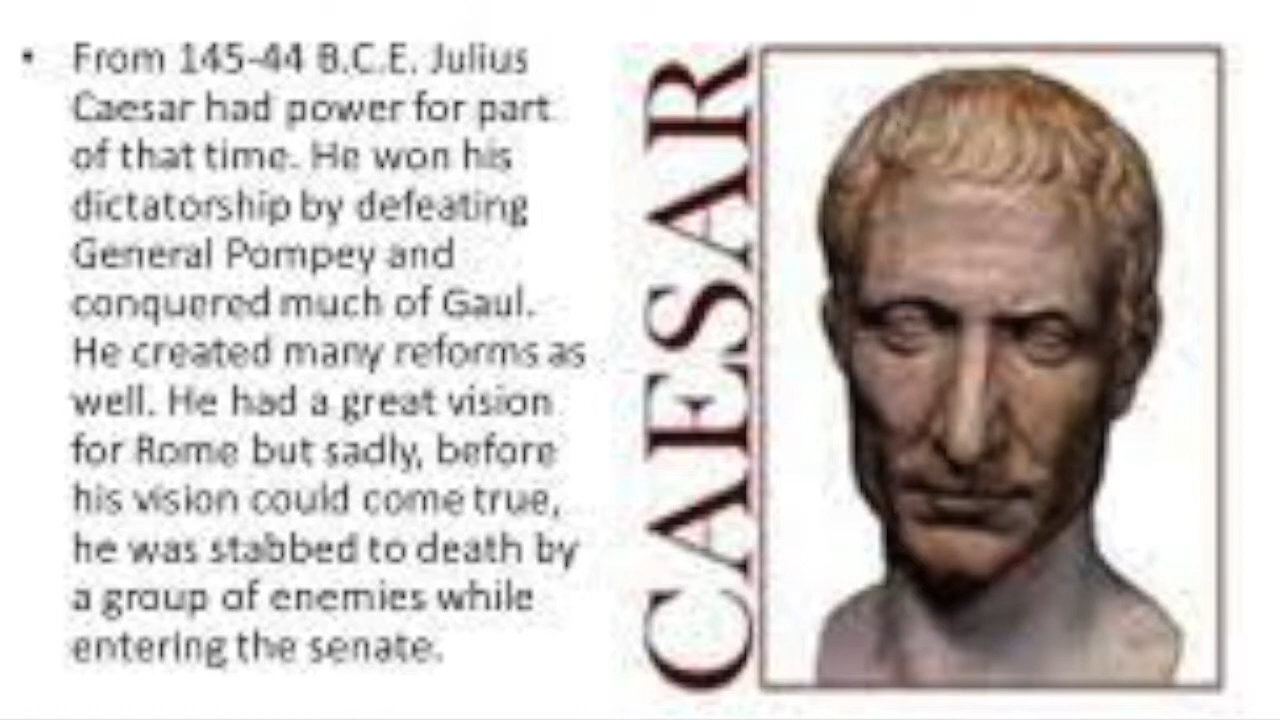 • From 145-44 B.C.E. Julius
Caesar had power for part
of that time. He won his
dictatorship by defeating
General Pompey and
conquered much of Gaul.
He created many reforms as
well. He had a great vision
for Rome but sadly, before
his vision could come true,
he was stabbed to death by
a group of enemies while
entering the senate.
CAESAR